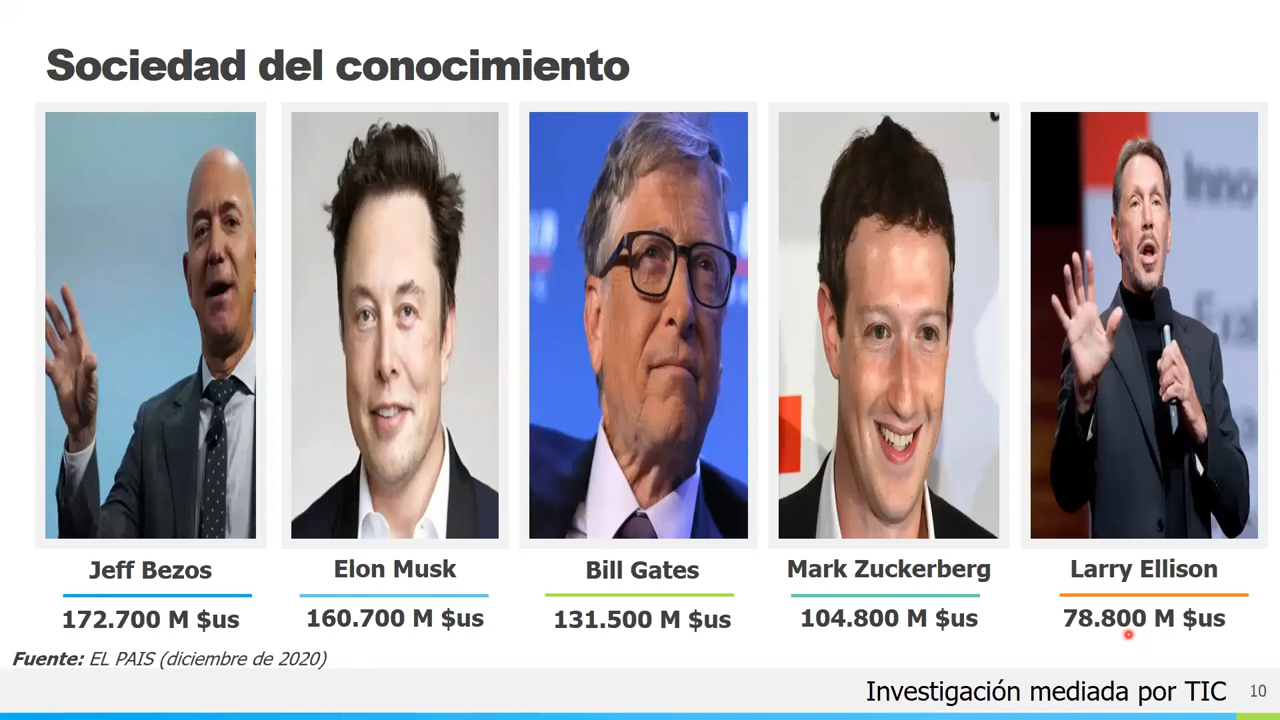 Sociedad del conocimiento
Inno
Jeff Bezos
Elon Musk
Bill Gates
Mark Zuckerberg
Larry Ellison
172.700 M $us
160.700 M $us
131.500 M $us
104.800 M $us
78.800 M $us
Fuente: EL PAIS (diciembre de 2020)
Investigación mediada por TIC
10